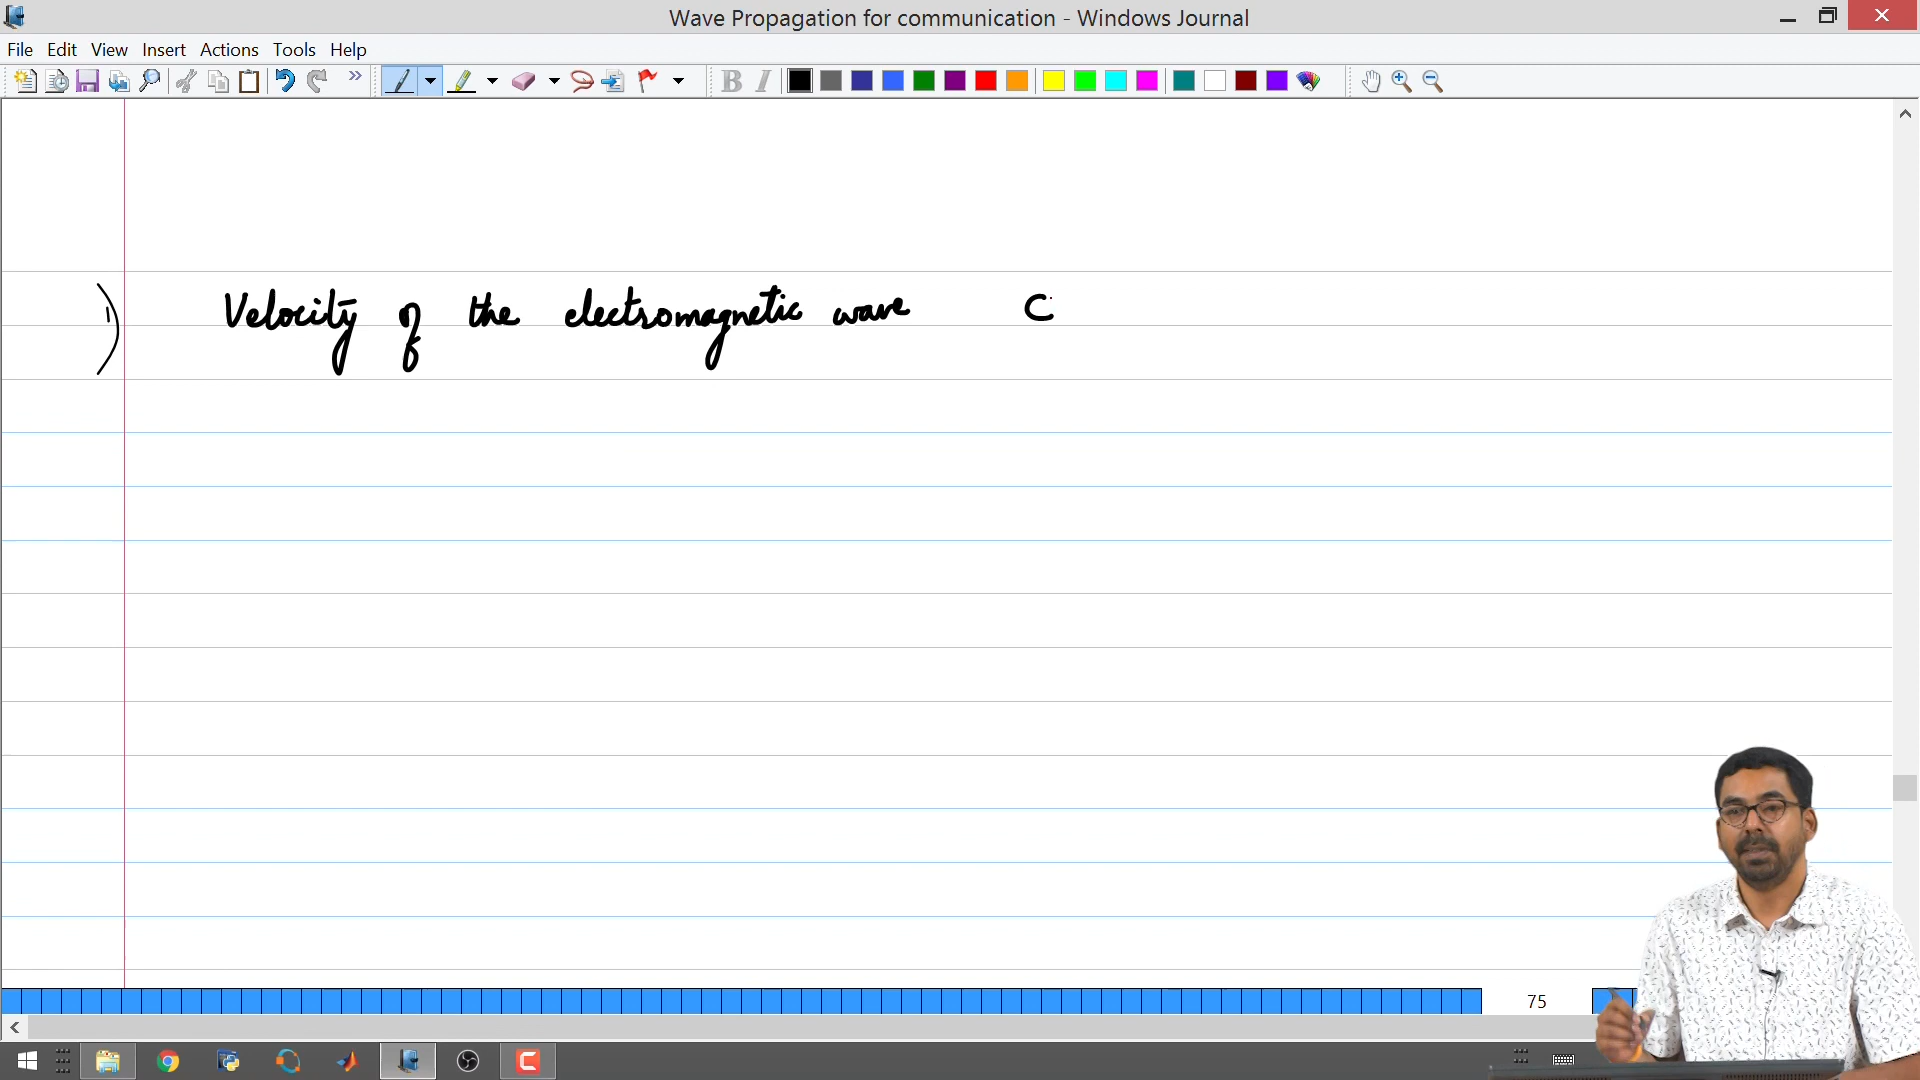 Wave Propagation for communication - Windows Journal
File Edit View Insert Actions Tools Help
B I
1) Velocity of the electromagnetic wave C
75